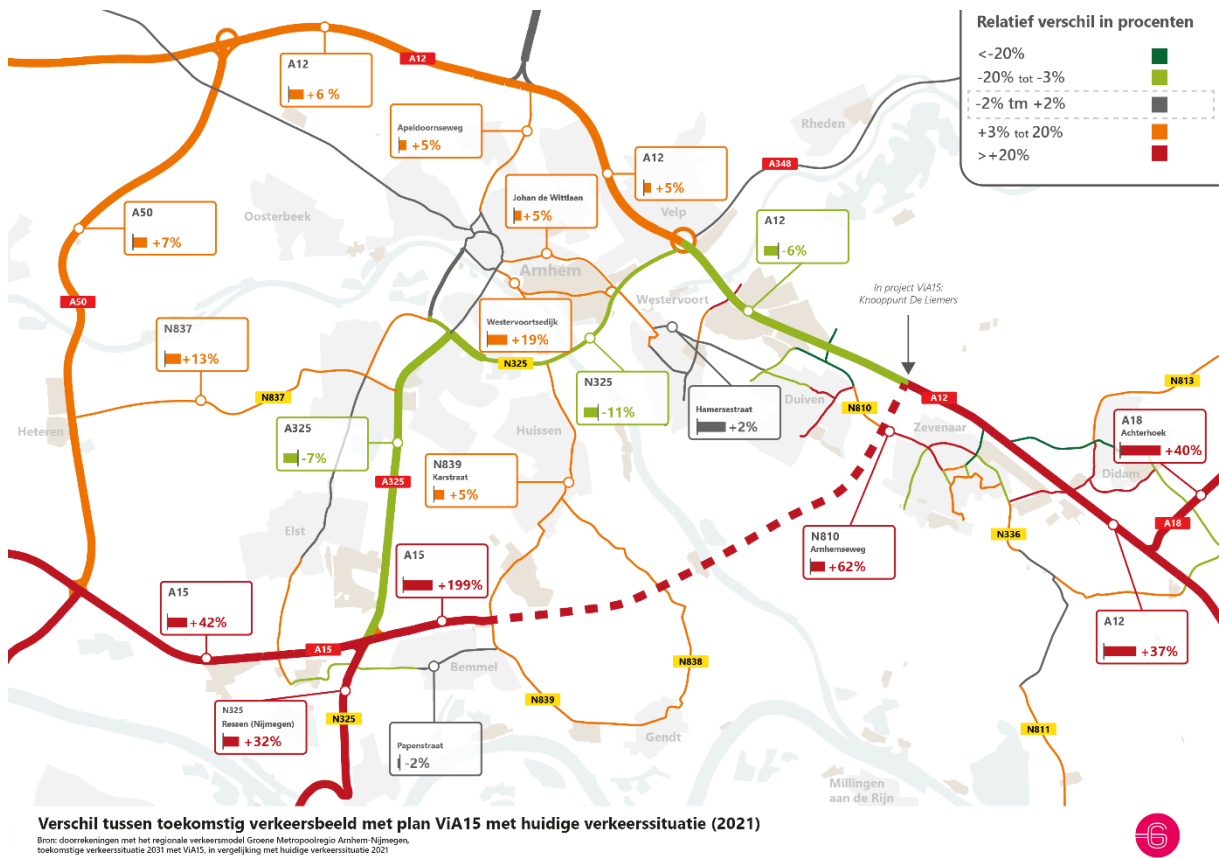 Relatief verschil in procenten
<-20%
-20% tot -3%
-2% tm +2%
+3% tot 20%
>+20%
A12
+6 %
A12
Apeldoornseweg
+5%
Rheden
A348
A12
+5%
Velp
Johan de Wittlaan
+5%
Oosterbeek
A50
+7%
A12
-6%
Arnhem
Westervoort
In project ViA15:
Knooppunt De Liemers
A50
N837
+13%
Westervoortsedijk
+19%
N325
N325
-11%
Hamersestraat
+2%
Duiven
N810
A12
N813
N837
Heteren
A325
-7%
Huissen
Zevenaar
A18
Achterhoek
+40%
Didam
A325
N839
Karstraat
+5%
Elst
A18
N336
N810
Arnhemseweg
+62%
A15
+199%
A15
+42%
A12
+37%
A15
Bemmel
N838
N839
N325
Ressen (Nijmegen)
+32%
N325
Papenstraat
-2%
Gendt
N811
Millingen
aan de Rijn
Verschil tussen toekomstig verkeersbeeld met plan ViA15 met huidige verkeerssituatie (2021)
Bron: doorrekeningen met het regionale verkeersmodel Groene Metropoolregio Arnhem-Nijmegen,
toekomstige verkeerssituatie 2031 met ViA15, in vergelijking met huidige verkeerssituatie 2021
6